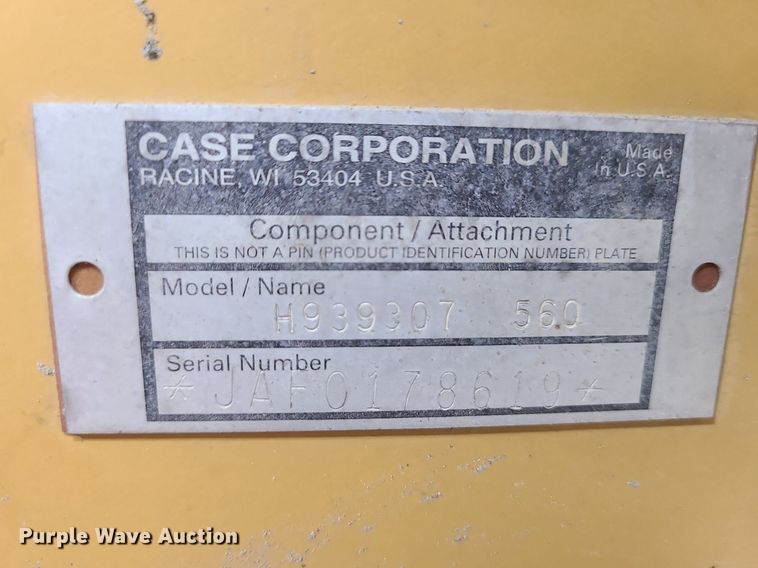 CASE CORPORATION
RACINE, WI 53404 U.S.A.
Made
in U.S.A.
Component / Attachment
THIS IS NOT A PIN (PRODUCT IDENTIFICATION NUMBER) PLATE
Model / Name
H939307 560
Serial Number
*JAF0178619*
Purple Wave Auction